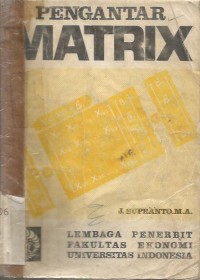 PENGANTAR
MATRIX
J. SUPRANTO.M.A.
LEMBAGA PENERBIT
FAKULTAS EKONOMI
UNIVERSITAS INDONESIA